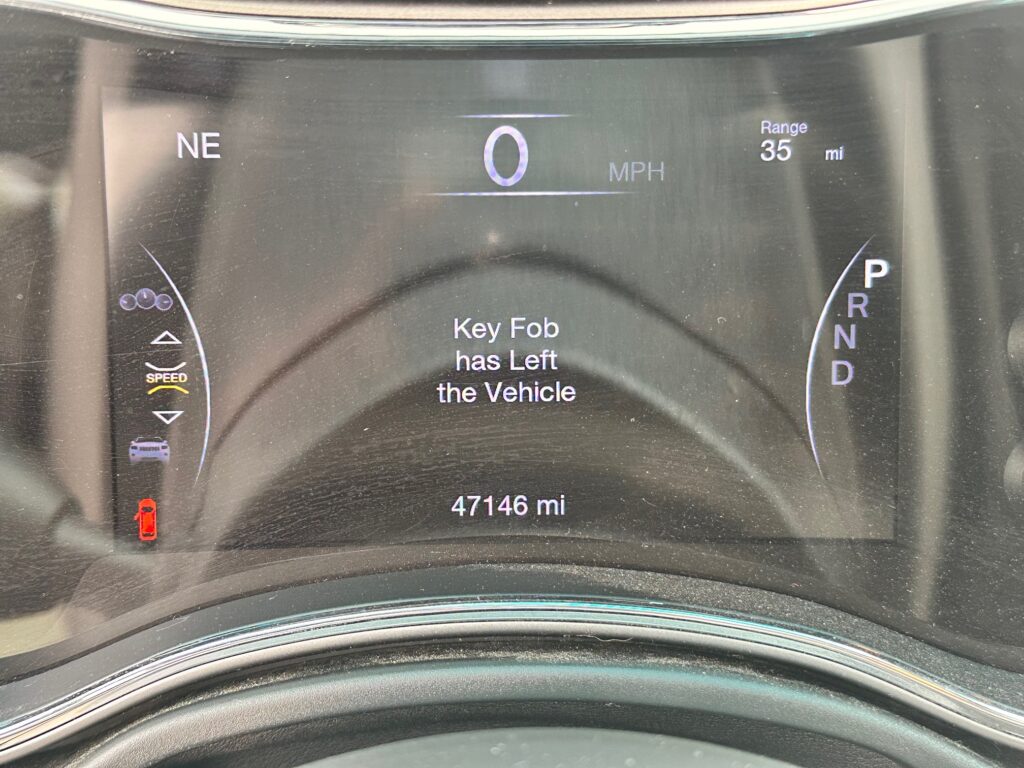 NE
0 MPH
Range
35 mi
P
R
N
D
SPEED
Key Fob
has Left
the Vehicle
47146 mi